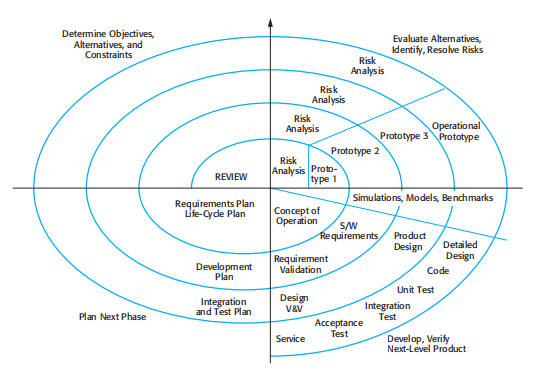 Determine Objectives,
Alternatives, and
Constraints
Evaluate Alternatives,
Identify, Resolve Risks
Risk
Analysis
Risk
Analysis
Risk
Analysis
Operational
Prototype
Prototype 3
Prototype 2
Risk
Analysis
Proto-
type 1
REVIEW
Requirements Plan
Life-Cycle Plan
Simulations, Models, Benchmarks
Concept of
Operation
S/W
Requirements
Product
Design
Detailed
Design
Development
Plan
Requirement
Validation
Code
Unit Test
Integration
and Test Plan
Design
V&V
Integration
Test
Plan Next Phase
Acceptance
Test
Service
Develop, Verify
Next-Level Product